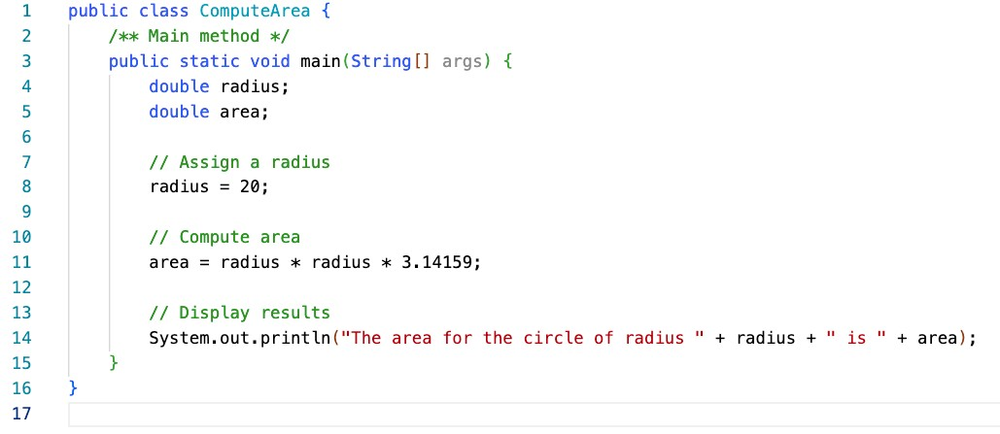 1 public class ComputeArea {
2     /** Main method */
3     public static void main(String[] args) {
4         double radius;
5         double area;
6
7         // Assign a radius
8         radius = 20;
9
10         // Compute area
11         area = radius * radius * 3.14159;
12
13         // Display results
14         System.out.println("The area for the circle of radius " + radius + " is " + area);
15     }
16 }
17